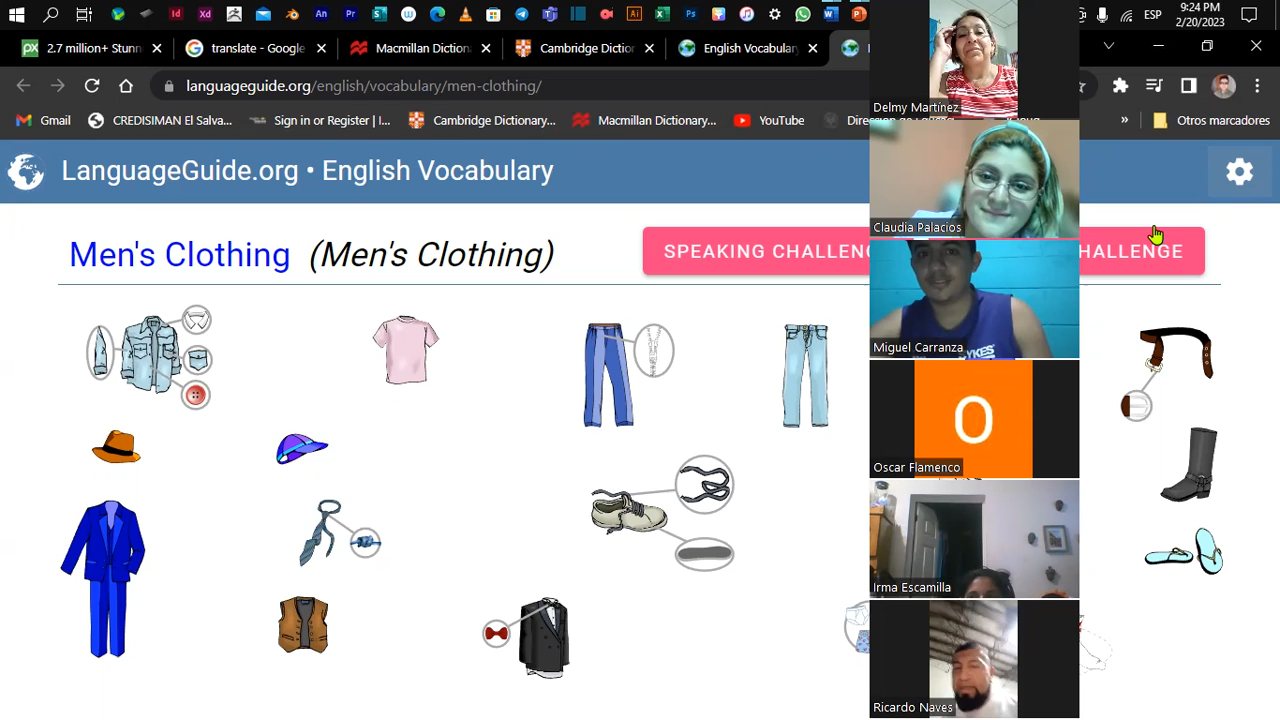 ESP
9:24 PM
2/20/2023
2.7 million+ Stunn
translate - Google
Macmillan Diction
Cambridge Dictio
English Vocabulary
languageguide.org/english/vocabulary/men-clothing/
Gmail
CREDISIMAN El Salva...
Sign in or Register | I...
Cambridge Dictionary...
Macmillan Dictionary...
YouTube
»
Otros marcadores
LanguageGuide.org • English Vocabulary
Men's Clothing (Men's Clothing)
SPEAKING CHALLEN
HALLENGE
Delmy Martínez
Claudia Palacios
Miguel Carranza
O
Oscar Flamenco
Irma Escamilla
Ricardo Naves